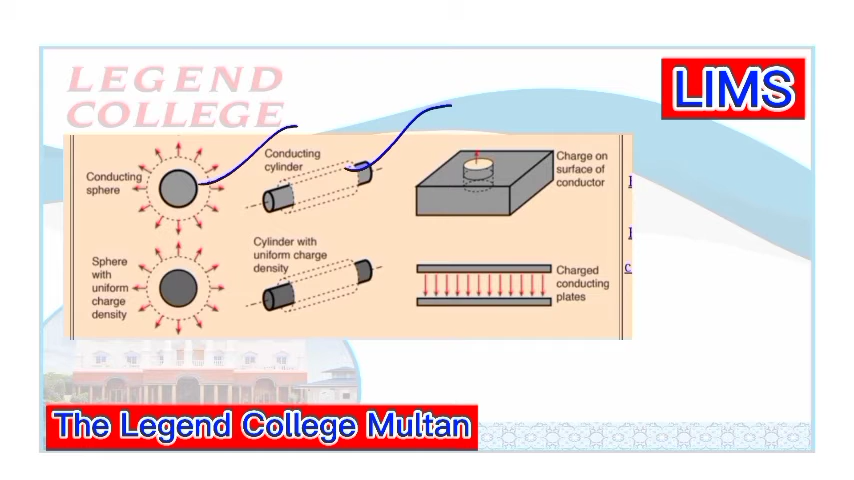 LEGEND
COLLEGE
LIMS
Conducting
sphere
Conducting
cylinder
Charge on
surface of
conductor
Sphere
with
uniform
charge
density
Cylinder with
uniform charge
density
Charged
conducting
plates
The Legend College Multan